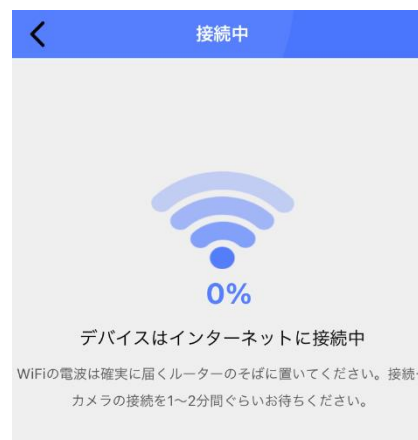 接続中
0%
デバイスはインターネットに接続中
WiFiの電波は確実に届くルーターのそばに置いてください。接続
カメラの接続を1~2分間ぐらいお待ちください。